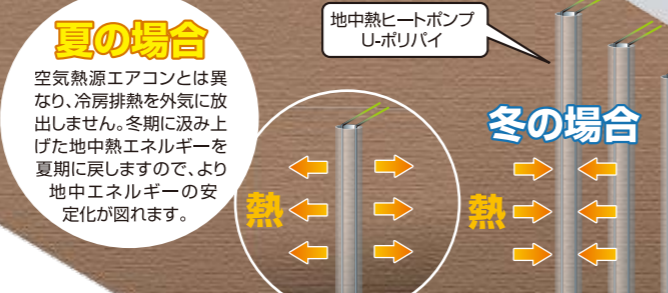 夏の場合
空気熱源エアコンとは異
なり、冷房排熱を外気に放
出しません。冬期に汲み上
げた地中熱エネルギーを
夏期に戻しますので、より
地中エネルギーの安
定化が図れます。
地中熱ヒートポンプ
U-ポリパイ
冬の場合
熱
熱